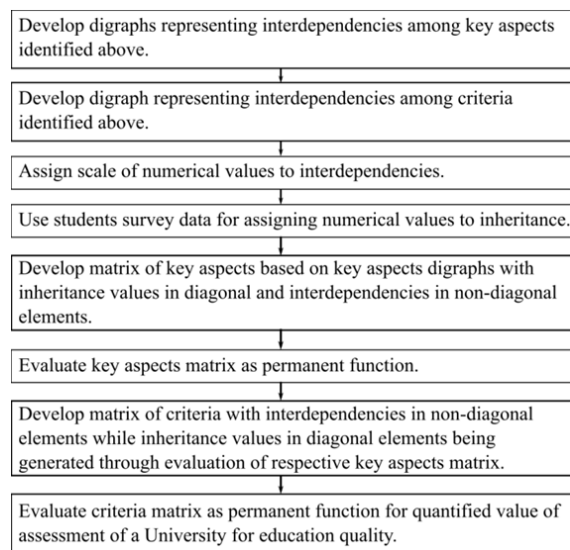 Develop digraphs representing interdependencies among key aspects
identified above.
Develop digraph representing interdependencies among criteria
identified above.
Assign scale of numerical values to interdependencies.
Use students survey data for assigning numerical values to inheritance.
Develop matrix of key aspects based on key aspects digraphs with
inheritance values in diagonal and interdependencies in non-diagonal
elements.
Evaluate key aspects matrix as permanent function.
Develop matrix of criteria with interdependencies in non-diagonal
elements while inheritance values in diagonal elements being
generated through evaluation of respective key aspects matrix.
Evaluate criteria matrix as permanent function for quantified value of
assessment of a University for education quality.